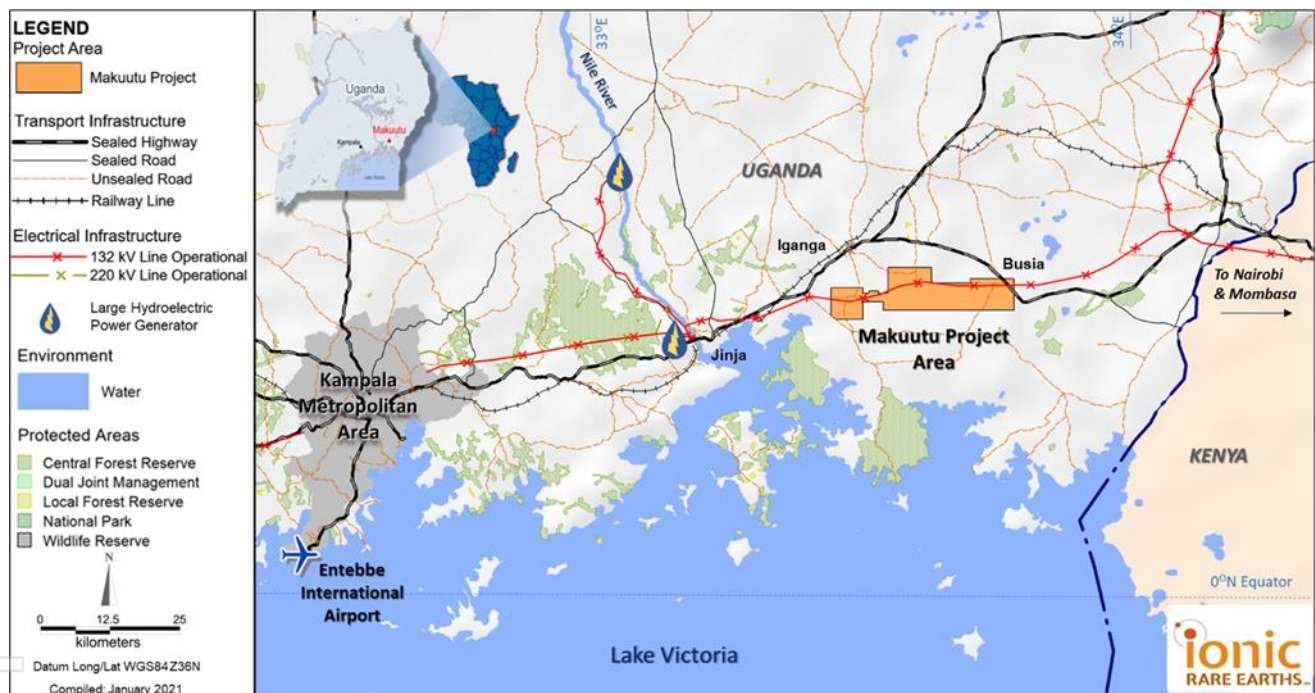 LEGEND
Project Area
Makuutu Project
Transport Infrastructure
Sealed Highway
Sealed Road
Unsealed Road
Railway Line
Electrical Infrastructure
132 kV Line Operational
220 kV Line Operational
Large Hydroelectric
Power Generator
Environment
Water
Protected Areas
Central Forest Reserve
Dual Joint Management
Local Forest Reserve
National Park
Wildlife Reserve
N
0 12.5 25
kilometers
Datum Long/Lat WGS84 Z36N
Compiled: January 2021
Uganda
Makuutu
Kampala
33°E
34°E
Nile River
UGANDA
Iganga
Busia
To Nairobi
& Mombasa
Jinja
Makuutu Project
Area
Kampala
Metropolitan
Area
KENYA
Entebbe
International
Airport
0°N Equator
Lake Victoria
ionic
RARE EARTHS